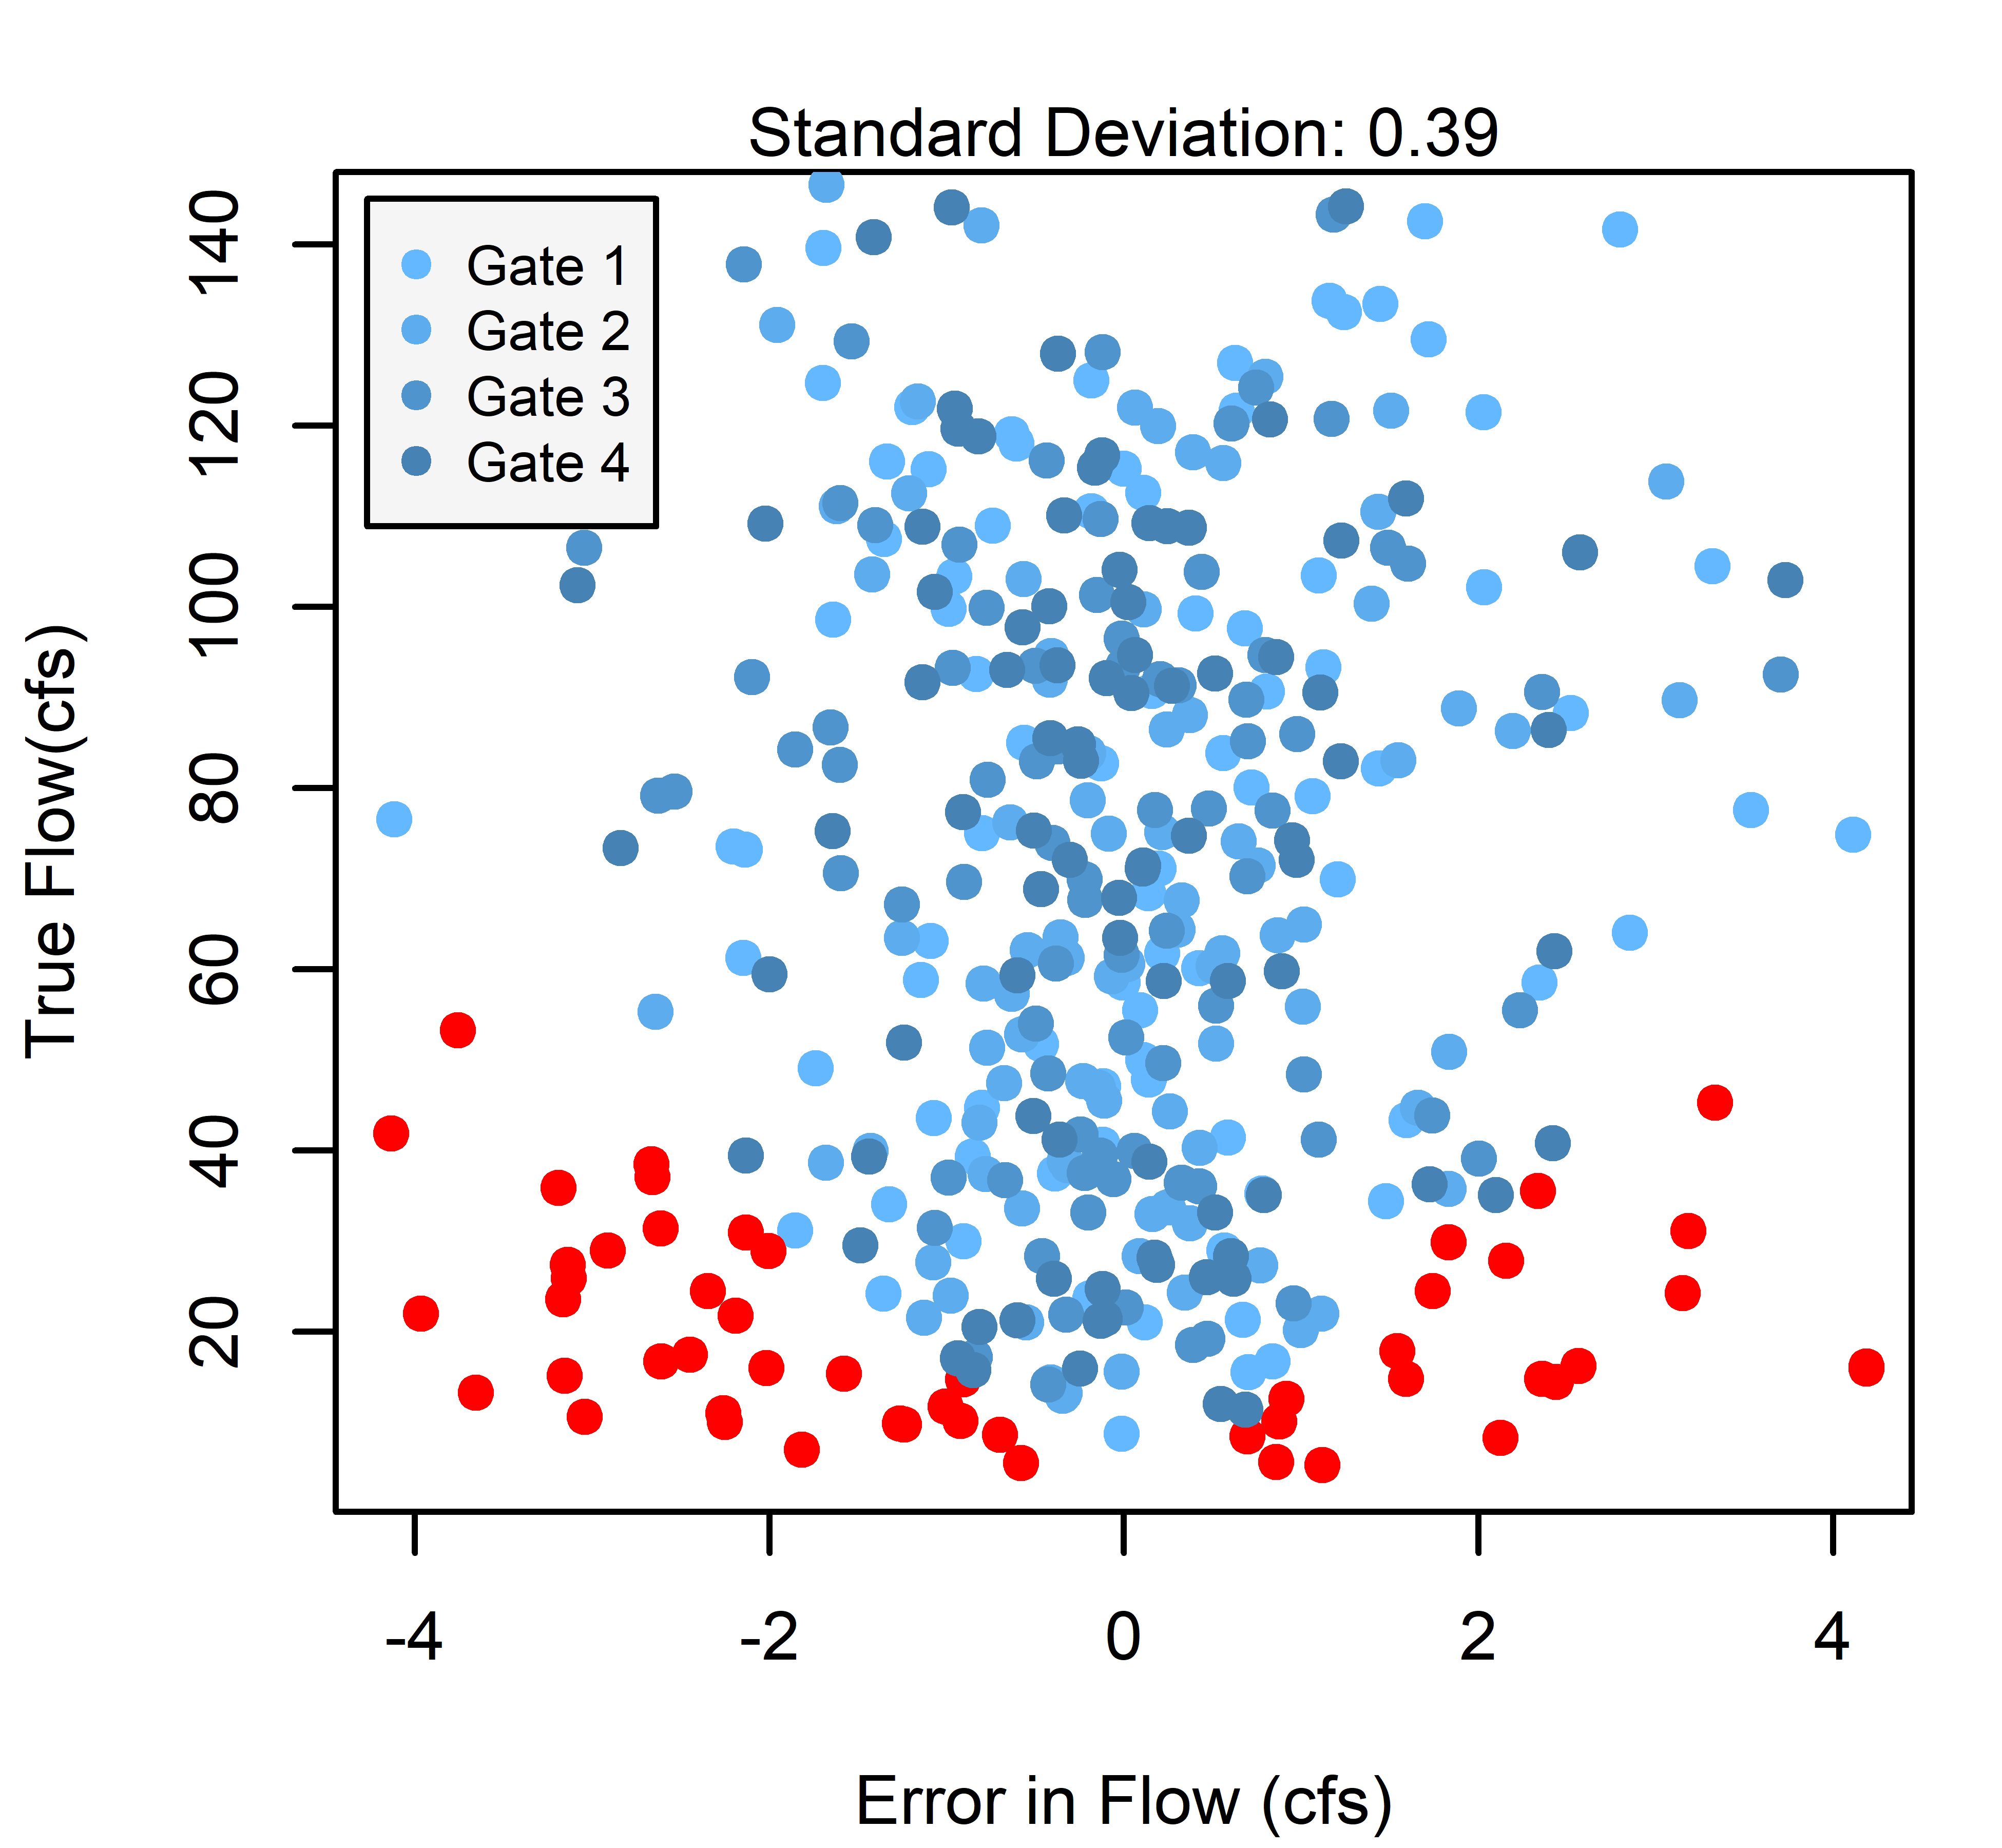 Standard Deviation: 0.39
Gate 1
Gate 2
Gate 3
Gate 4
True Flow(cfs)
140
120
100
80
60
40
20
-4 -2 0 2 4
Error in Flow (cfs)